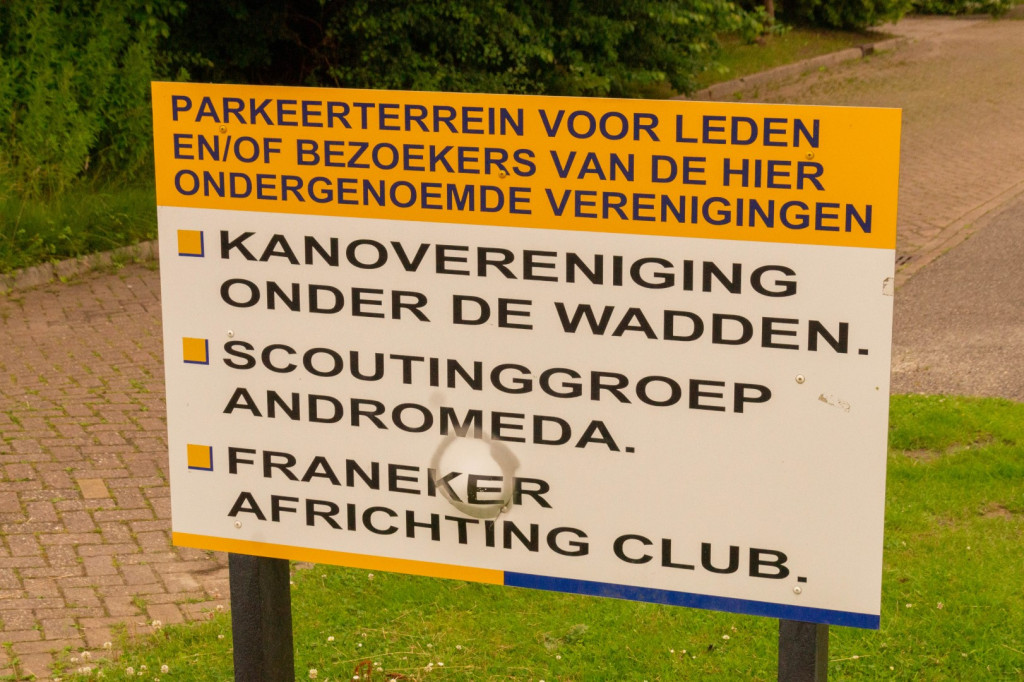 PARKEERTERREIN VOOR LEDEN
EN/OF BEZOEKERS VAN DE HIER
ONDERGENOEMDE VERENIGINGEN
KANOVERENIGING
ONDER DE WADDEN.
SCOUTINGGROEP
ANDROMEDA.
FRANEKER
AFRICHTING CLUB.